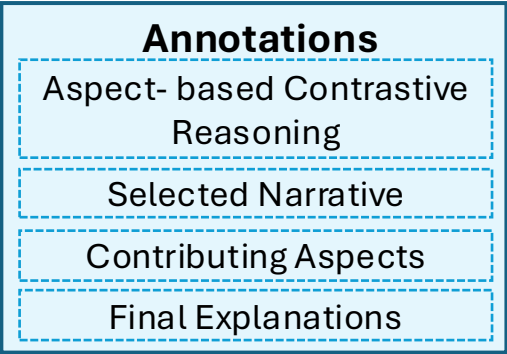 Annotations
Aspect- based Contrastive
Reasoning
Selected Narrative
Contributing Aspects
Final Explanations